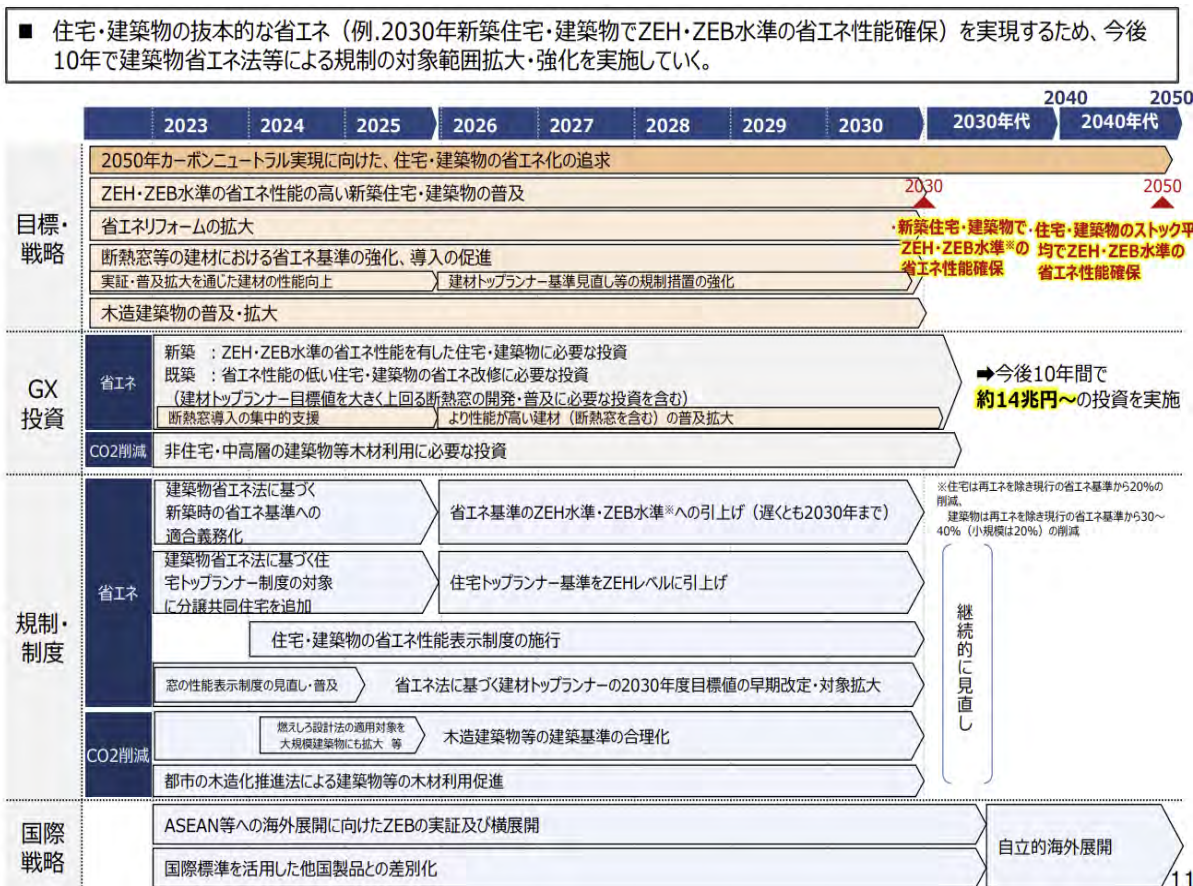 ■ 住宅・建築物の抜本的な省エネ（例.2030年新築住宅・建築物でZEH・ZEB水準の省エネ性能確保）を実現するため、今後
10年で建築物省エネ法等による規制の対象範囲拡大・強化を実施していく。
2040 2050
2023 2024 2025 2026 2027 2028 2029 2030 2030年代 2040年代
目標・
戦略
2050年カーボンニュートラル実現に向けた、住宅・建築物の省エネ化の追求
ZEH・ZEB水準の省エネ性能の高い新築住宅・建築物の普及
省エネリフォームの拡大
断熱窓等の建材における省エネ基準の強化、導入の促進
実証・普及拡大を通じた建材の性能向上 建材トップランナー基準見直し等の規制措置の強化
木造建築物の普及・拡大
2030 2050
・新築住宅・建築物で
ZEH・ZEB水準※の
省エネ性能確保
・住宅・建築物のストック平
均でZEH・ZEB水準の
省エネ性能確保
GX
投資
省エネ
新築 ：ZEH・ZEB水準の省エネ性能を有した住宅・建築物に必要な投資
既築 ：省エネ性能の低い住宅・建築物の省エネ改修に必要な投資
（建材トップランナー目標値を大きく上回る断熱窓の開発・普及に必要な投資を含む）
断熱窓導入の集中的支援 より性能が高い建材（断熱窓を含む）の普及拡大
CO2削減 非住宅・中高層の建築物等木材利用に必要な投資
➡今後10年間で
約14兆円～の投資を実施
規制・
制度
省エネ
建築物省エネ法に基づく
新築時の省エネ基準への
適合義務化
省エネ基準のZEH水準・ZEB水準※への引上げ（遅くとも2030年まで）
建築物省エネ法に基づく住
宅トップランナー制度の対象
に分譲共同住宅を追加
住宅トップランナー基準をZEHレベルに引上げ
住宅・建築物の省エネ性能表示制度の施行
窓の性能表示制度の見直し・普及 省エネ法に基づく建材トップランナーの2030年度目標値の早期改定・対象拡大
CO2削減
燃えしろ設計法の適用対象を
大規模建築物にも拡大 等
木造建築物等の建築基準の合理化
都市の木造化推進法による建築物等の木材利用促進
※住宅は再エネを除き現行の省エネ基準から20%の
削減、
建築物は再エネを除き現行の省エネ基準から30～
40%（小規模は20%）の削減
継続的に見直し
国際
戦略
ASEAN等への海外展開に向けたZEBの実証及び横展開
国際標準を活用した他国製品との差別化
自立的海外展開
11